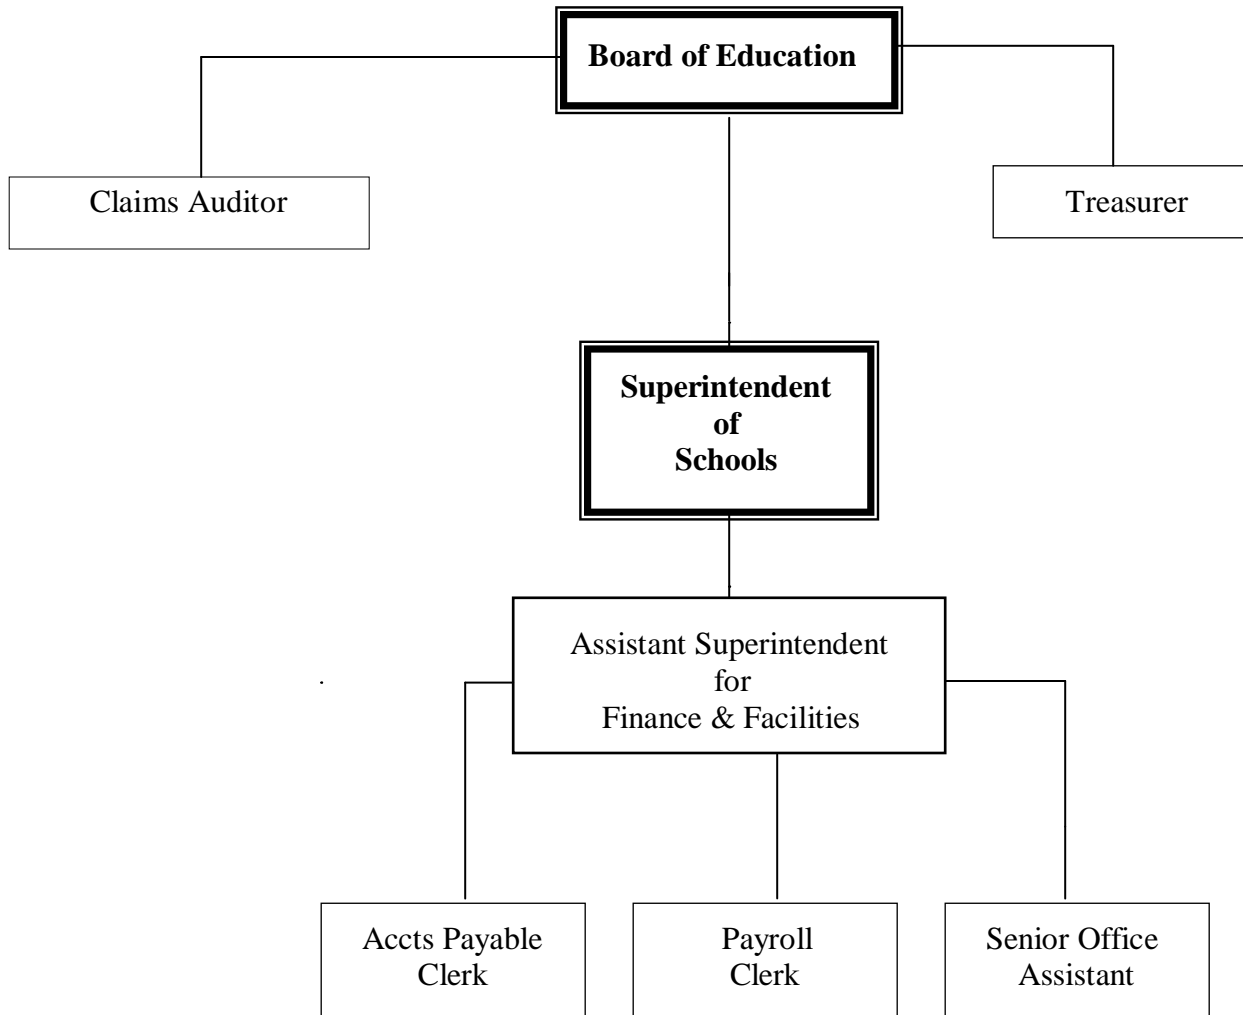 Board of Education
Claims Auditor
Treasurer
Superintendent
of
Schools
Assistant Superintendent
for
Finance & Facilities
Accts Payable
Clerk
Payroll
Clerk
Senior Office
Assistant